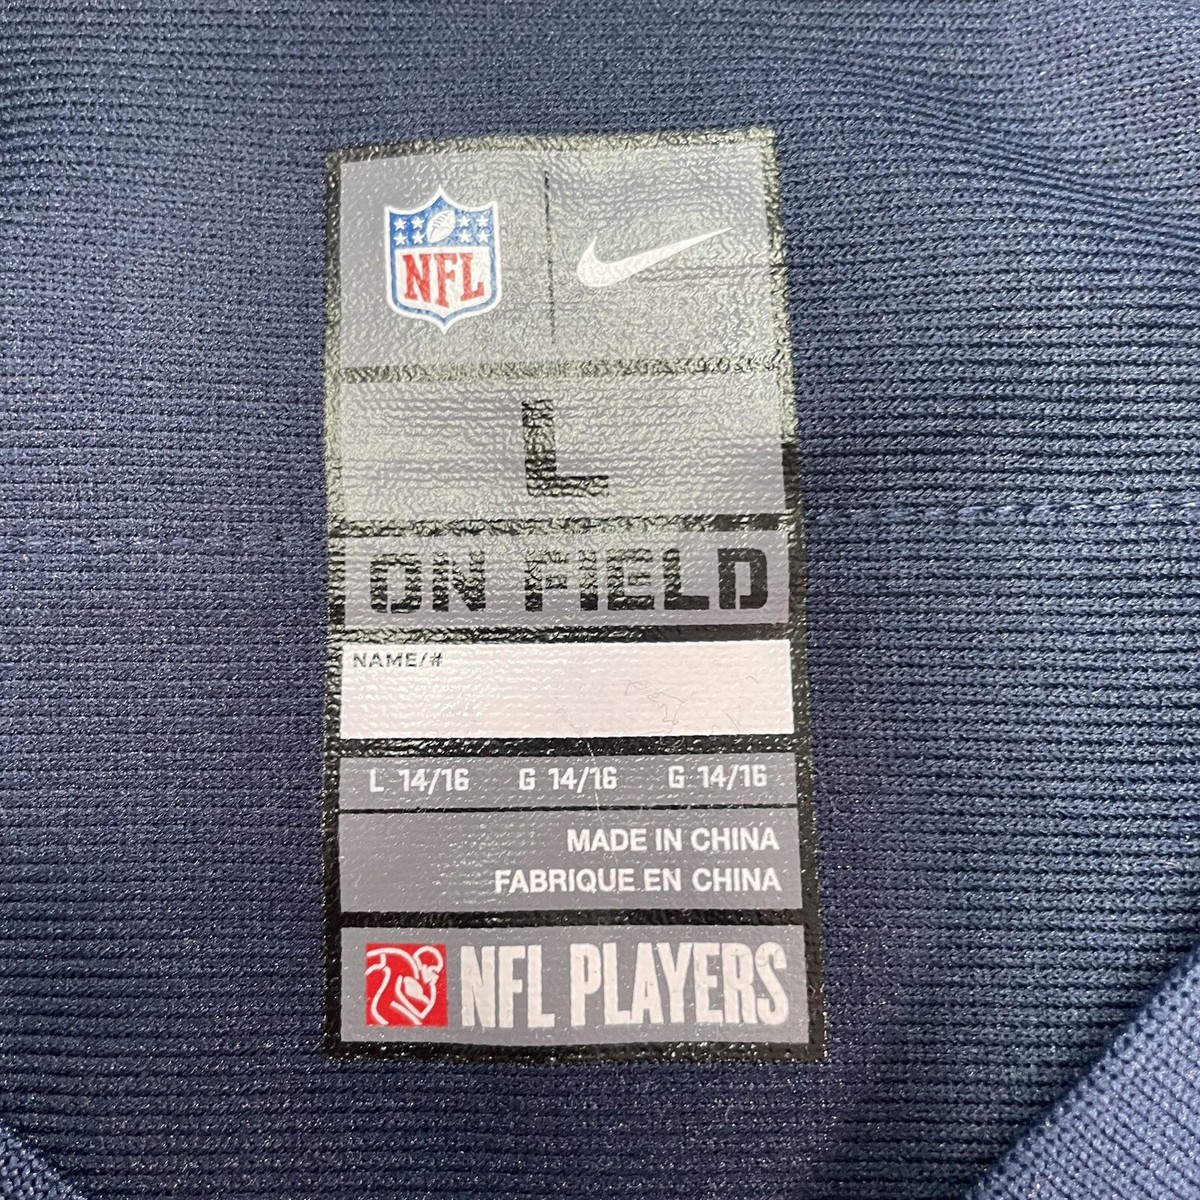 NFL
L
ON FIELD
NAME/#
L 14/16 G 14/16 G 14/16
MADE IN CHINA
FABRIQUE EN CHINA
NFL PLAYERS